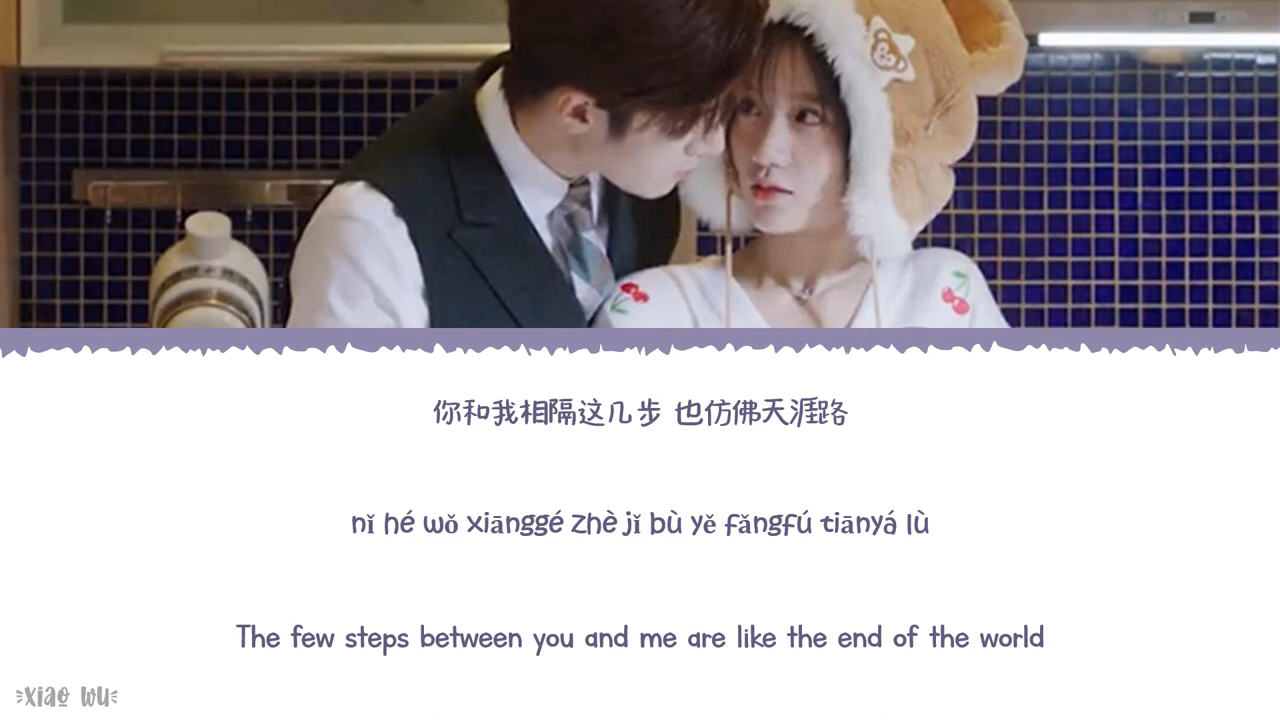 你和我相隔这几步 也仿佛天涯路
nǐ hé wǒ xiānggé zhè jǐ bù yě fǎngfú tiānyá lù
The few steps between you and me are like the end of the world
xiao wu